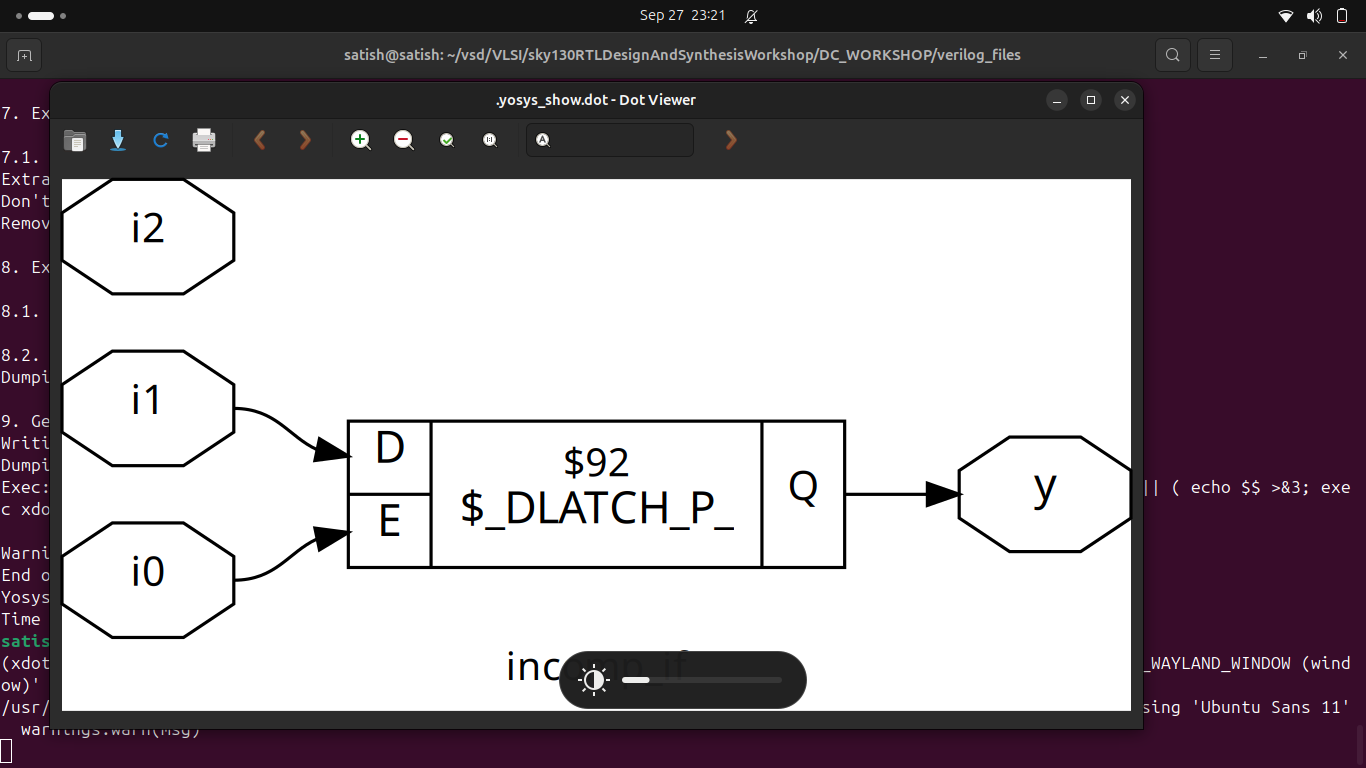 Sep 27 23:21
satish@satish: ~/vsd/VLSI/sky130RTLDesignAndSynthesisWorkshop/DC_WORKSHOP/verilog_files
.yosys_show.dot - Dot Viewer
A
7. Ex
7.1.
Extra
Don't
Remov
8. Ex
8.1.
8.2.
Dumpi
9. Ge
Writi
Dumpi
Exec: || ( echo $$ >&3; exe
c xdo
Warni
End o
Yosys
Time
satis
(xdot _WAYLAND_WINDOW (wind
ow)'
/usr/ sing 'Ubuntu Sans 11'
warnings.warn(msg)
i2
i1
i0
D
E
$92
$_DLATCH_P_
Q
y
incomp_if